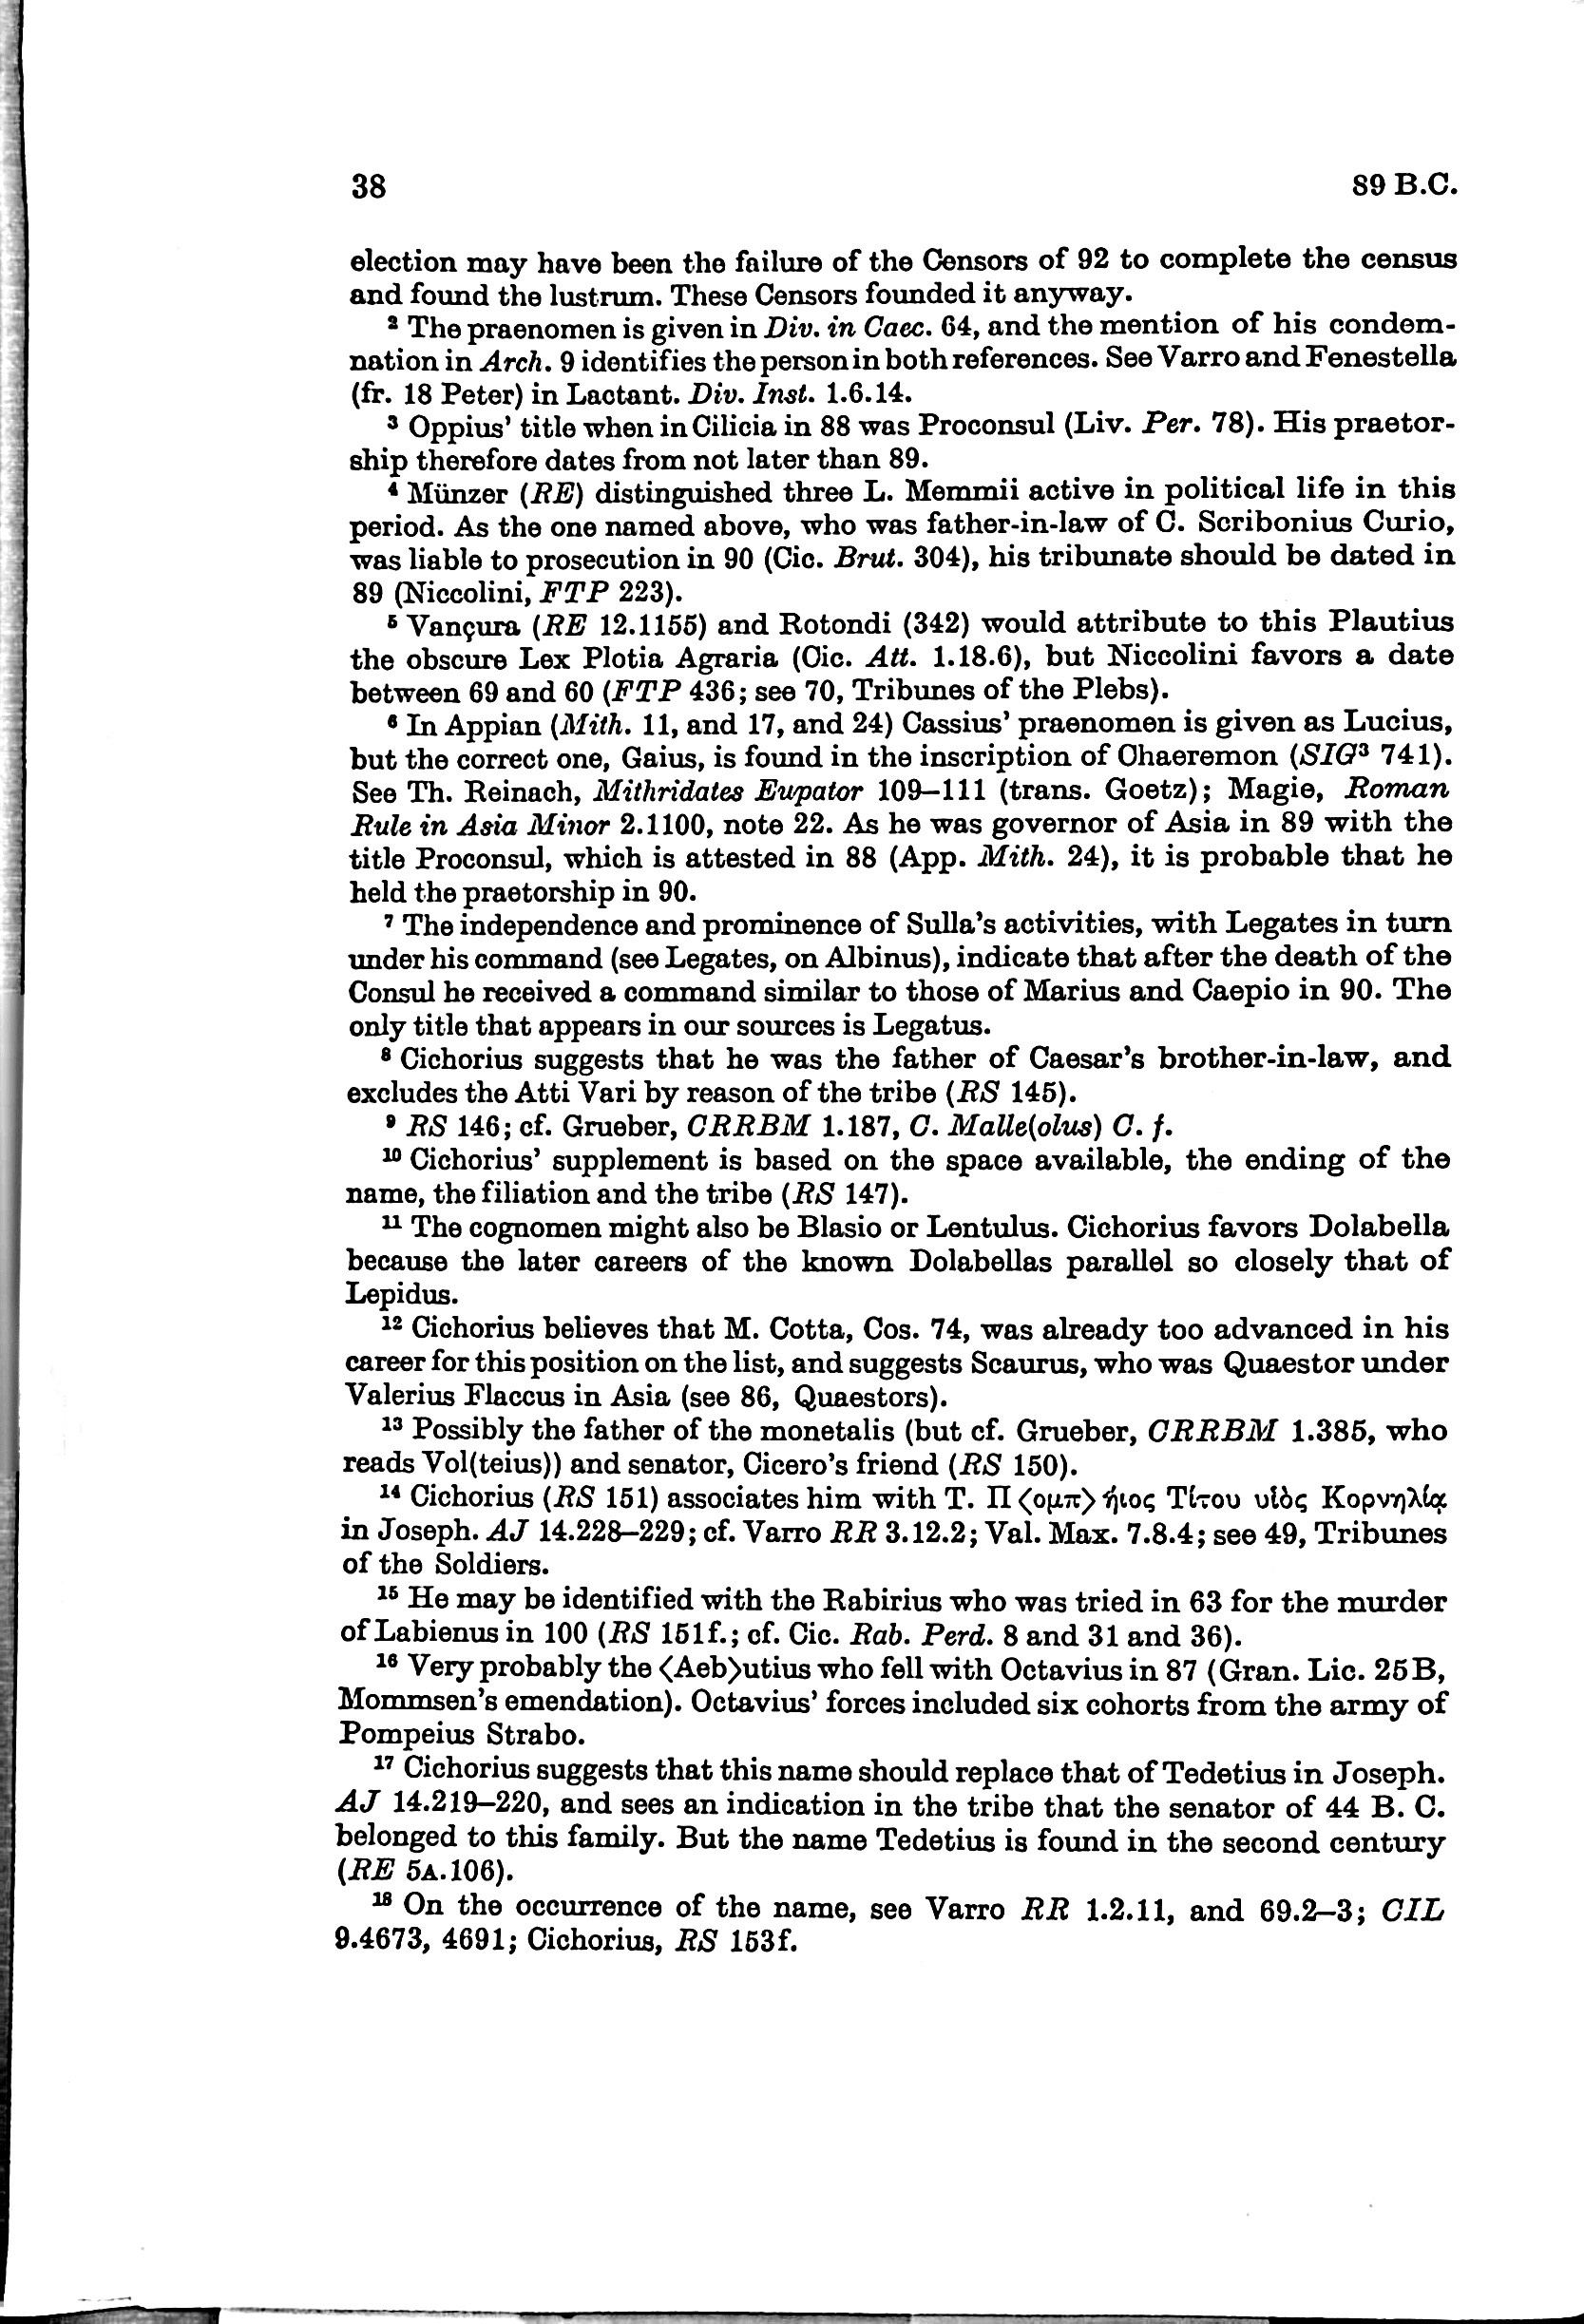 38 89 B.C.
election may have been the failure of the Censors of 92 to complete the census
and found the lustrum. These Censors founded it anyway.
² The praenomen is given in Div. in Caec. 64, and the mention of his condem-
nation in Arch. 9 identifies the person in both references. See Varro and Fenestella
(fr. 18 Peter) in Lactant. Div. Inst. 1.6.14.
³ Oppius’ title when in Cilicia in 88 was Proconsul (Liv. Per. 78). His praetor-
ship therefore dates from not later than 89.
⁴ Münzer (RE) distinguished three L. Memmii active in political life in this
period. As the one named above, who was father-in-law of C. Scribonius Curio,
was liable to prosecution in 90 (Cic. Brut. 304), his tribunate should be dated in
89 (Niccolini, FTP 223).
⁵ Vançura (RE 12.1155) and Rotondi (342) would attribute to this Plautius
the obscure Lex Plotia Agraria (Cic. Att. 1.18.6), but Niccolini favors a date
between 69 and 60 (FTP 436; see 70, Tribunes of the Plebs).
⁶ In Appian (Mith. 11, and 17, and 24) Cassius’ praenomen is given as Lucius,
but the correct one, Gaius, is found in the inscription of Chaeremon (SIG³ 741).
See Th. Reinach, Mithridates Eupator 109–111 (trans. Goetz); Magie, Roman
Rule in Asia Minor 2.1100, note 22. As he was governor of Asia in 89 with the
title Proconsul, which is attested in 88 (App. Mith. 24), it is probable that he
held the praetorship in 90.
⁷ The independence and prominence of Sulla’s activities, with Legates in turn
under his command (see Legates, on Albinus), indicate that after the death of the
Consul he received a command similar to those of Marius and Caepio in 90. The
only title that appears in our sources is Legatus.
⁸ Cichorius suggests that he was the father of Caesar’s brother-in-law, and
excludes the Atti Vari by reason of the tribe (RS 145).
⁹ RS 146; cf. Grueber, CRRBM 1.187, C. Malle(olus) C. f.
¹⁰ Cichorius’ supplement is based on the space available, the ending of the
name, the filiation and the tribe (RS 147).
¹¹ The cognomen might also be Blasio or Lentulus. Cichorius favors Dolabella
because the later careers of the known Dolabellas parallel so closely that of
Lepidus.
¹² Cichorius believes that M. Cotta, Cos. 74, was already too advanced in his
career for this position on the list, and suggests Scaurus, who was Quaestor under
Valerius Flaccus in Asia (see 86, Quaestors).
¹³ Possibly the father of the monetalis (but cf. Grueber, CRRBM 1.385, who
reads Vol(teius)) and senator, Cicero’s friend (RS 150).
¹⁴ Cichorius (RS 151) associates him with Τ. Π⟨ομπ⟩ήιος Τίτου υἱὸς Κορνηλίᾳ
in Joseph. AJ 14.228–229; cf. Varro RR 3.12.2; Val. Max. 7.8.4; see 49, Tribunes
of the Soldiers.
¹⁵ He may be identified with the Rabirius who was tried in 63 for the murder
of Labienus in 100 (RS 151f.; cf. Cic. Rab. Perd. 8 and 31 and 36).
¹⁶ Very probably the ⟨Aeb⟩utius who fell with Octavius in 87 (Gran. Lic. 25B,
Mommsen’s emendation). Octavius’ forces included six cohorts from the army of
Pompeius Strabo.
¹⁷ Cichorius suggests that this name should replace that of Tedetius in Joseph.
AJ 14.219–220, and sees an indication in the tribe that the senator of 44 B. C.
belonged to this family. But the name Tedetius is found in the second century
(RE 5A.106).
¹⁸ On the occurrence of the name, see Varro RR 1.2.11, and 69.2–3; CIL
9.4673, 4691; Cichorius, RS 153f.